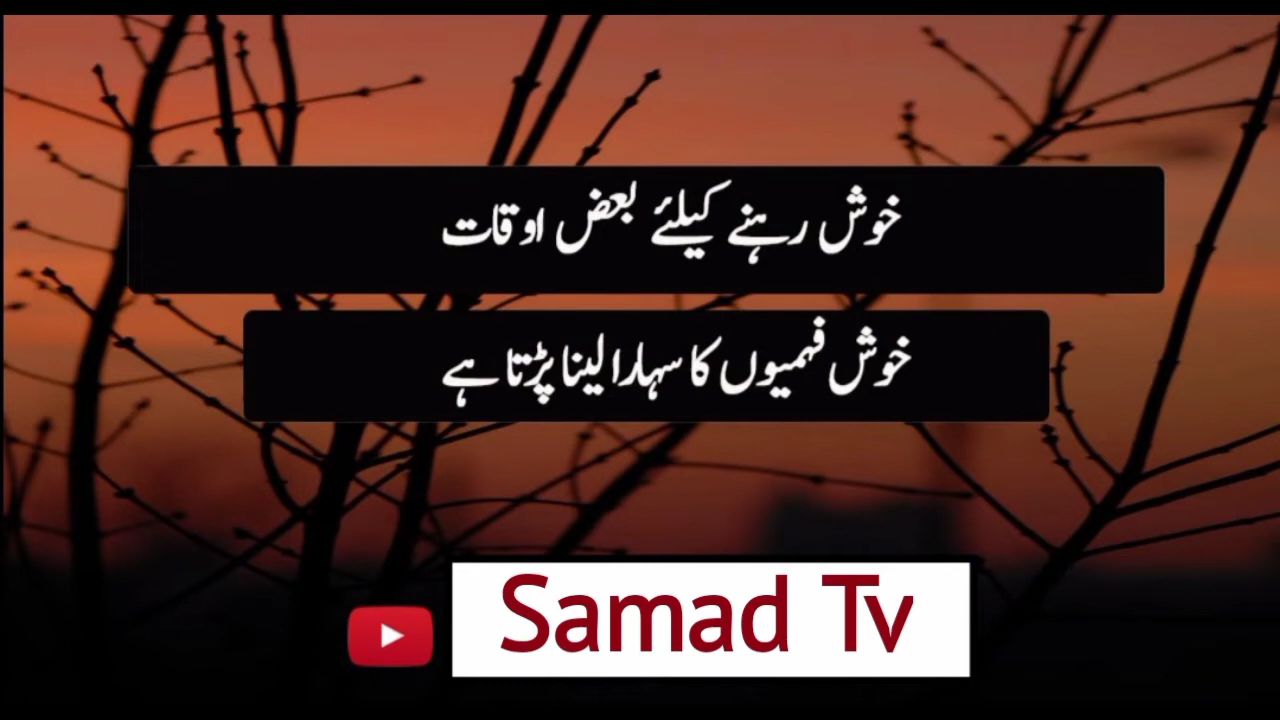 خوش رہنے کیلئے بعض اوقات
خوش فہمیوں کا سہارا لینا پڑتا ہے
Samad Tv